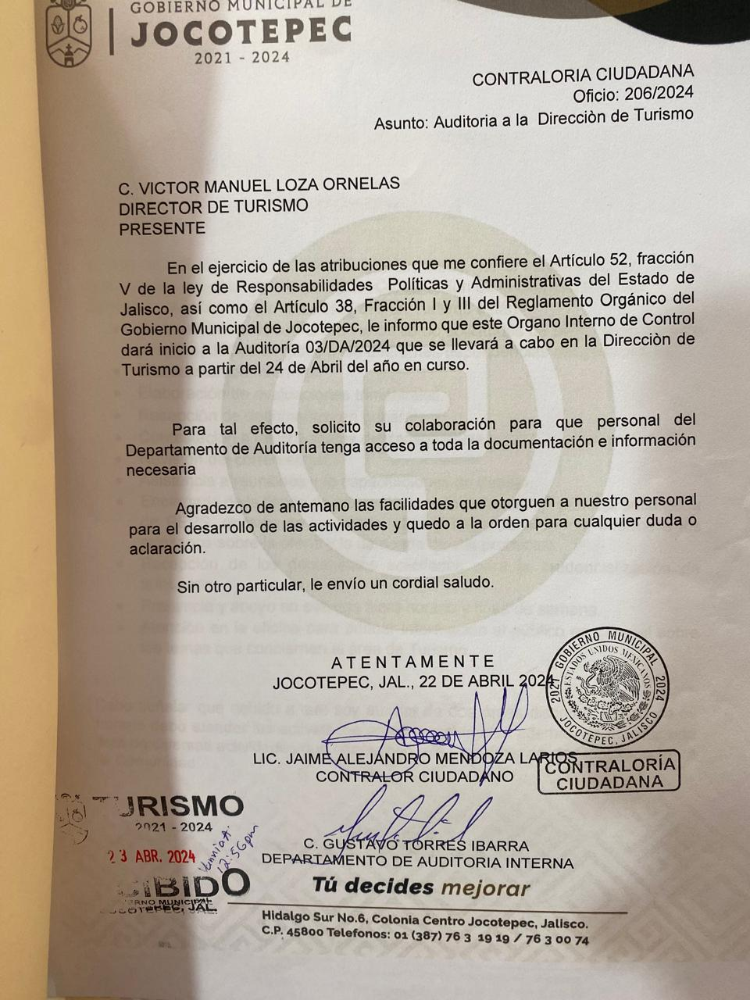 GOBIERNO MUNICIPAL DE
JOCOTEPEC
2021 - 2024
CONTRALORIA CIUDADANA
Oficio: 206/2024
Asunto: Auditoria a la Direcciòn de Turismo
C. VICTOR MANUEL LOZA ORNELAS
DIRECTOR DE TURISMO
PRESENTE
En el ejercicio de las atribuciones que me confiere el Artículo 52, fracción
V de la ley de Responsabilidades Políticas y Administrativas del Estado de
Jalisco, así como el Artículo 38, Fracción I y III del Reglamento Orgánico del
Gobierno Municipal de Jocotepec, le informo que este Organo Interno de Control
dará inicio a la Auditoría 03/DA/2024 que se llevará a cabo en la Direcciòn de
Turismo a partir del 24 de Abril del año en curso.
Para tal efecto, solicito su colaboración para que personal del
Departamento de Auditoría tenga acceso a toda la documentación e información
necesaria
Agradezco de antemano las facilidades que otorguen a nuestro personal
para el desarrollo de las actividades y quedo a la orden para cualquier duda o
aclaración.
Sin otro particular, le envío un cordial saludo.
ATENTAMENTE
JOCOTEPEC, JAL., 22 DE ABRIL 2024
LIC. JAIME ALEJANDRO MENDOZA LARIOS
CONTRALOR CIUDADANO
2021 GOBIERNO MUNICIPAL 2024
ESTADOS UNIDOS MEXICANOS
JOCOTEPEC, JALISCO
CONTRALORÍA
CIUDADANA
C. GUSTAVO TORRES IBARRA
DEPARTAMENTO DE AUDITORIA INTERNA
TURISMO
2021 - 2024
23 ABR. 2024
12:56pm
CIBIDO
ERNO MUNICIPAL
JOCOTEPEC, JAL.
Tú decides mejorar
Hidalgo Sur No.6, Colonia Centro Jocotepec, Jalisco.
C.P. 45800 Telefonos: 01 (387) 76 3 19 19 / 76 3 00 74